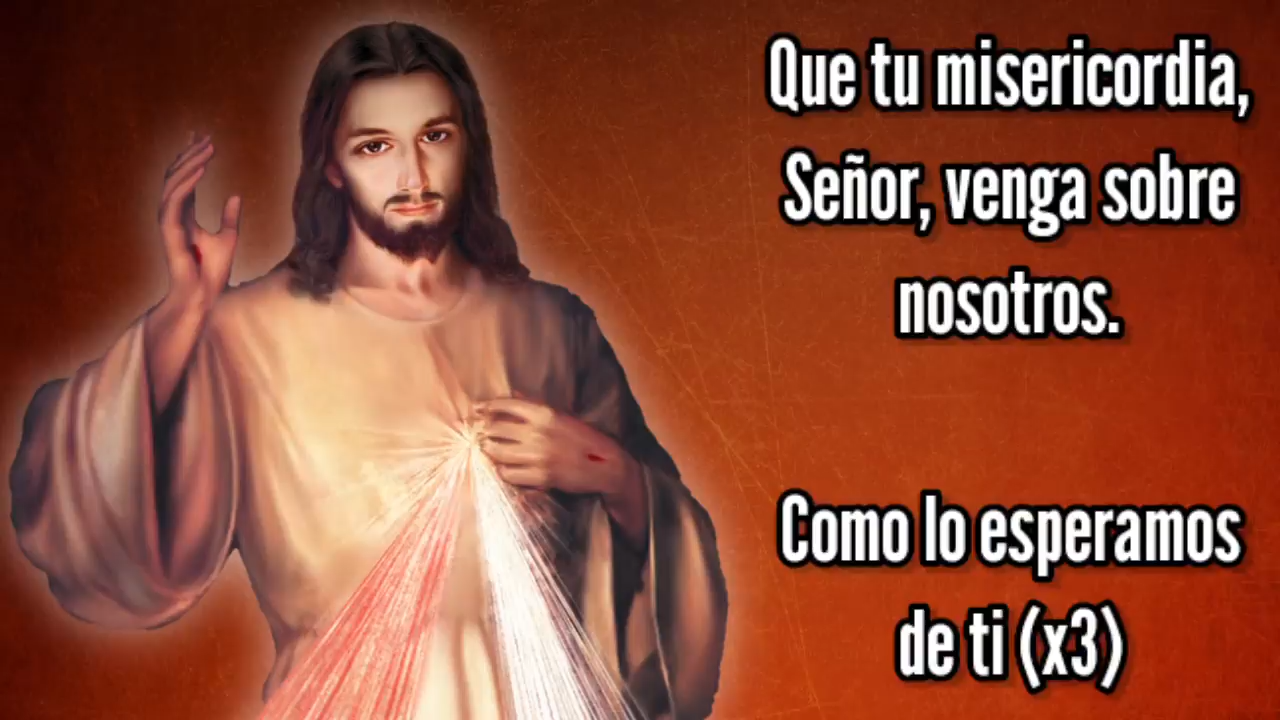 Que tu misericordia,
Señor, venga sobre
nosotros.
Como lo esperamos
de ti (x3)